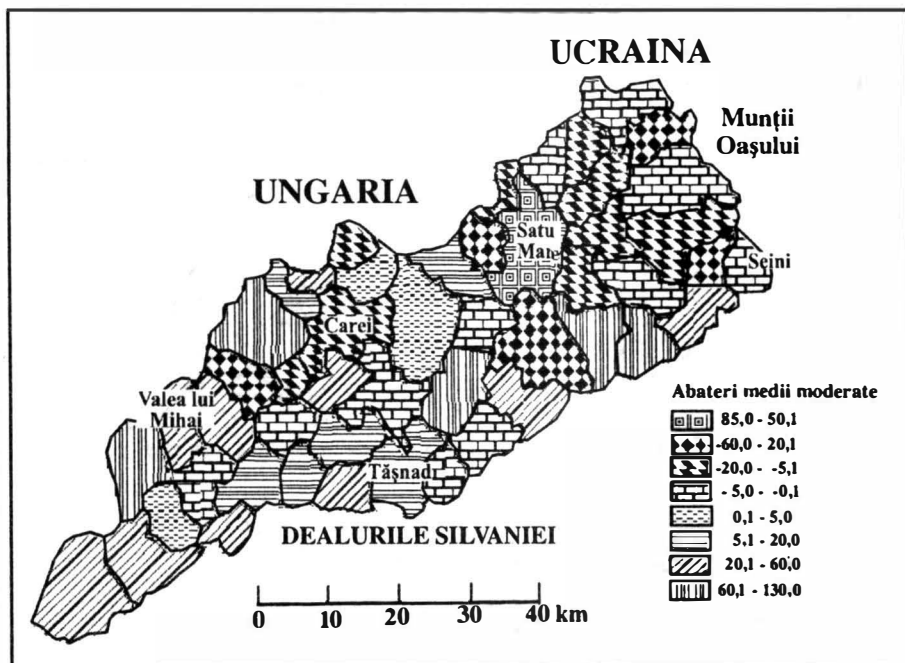 UCRAINA
Munții
Oașului
UNGARIA
Satu
Mare
Seini
Carei
Valea lui
Mihai
Tășnad
DEALURILE SILVANIEI
0 10 20 30 40 km
Abateri medii moderate
85,0 - 50,1
-60,0 - 20,1
-20,0 - -5,1
- 5,0 - -0,1
0,1 - 5,0
5,1 - 20,0
20,1 - 60,0
60,1 - 130,0